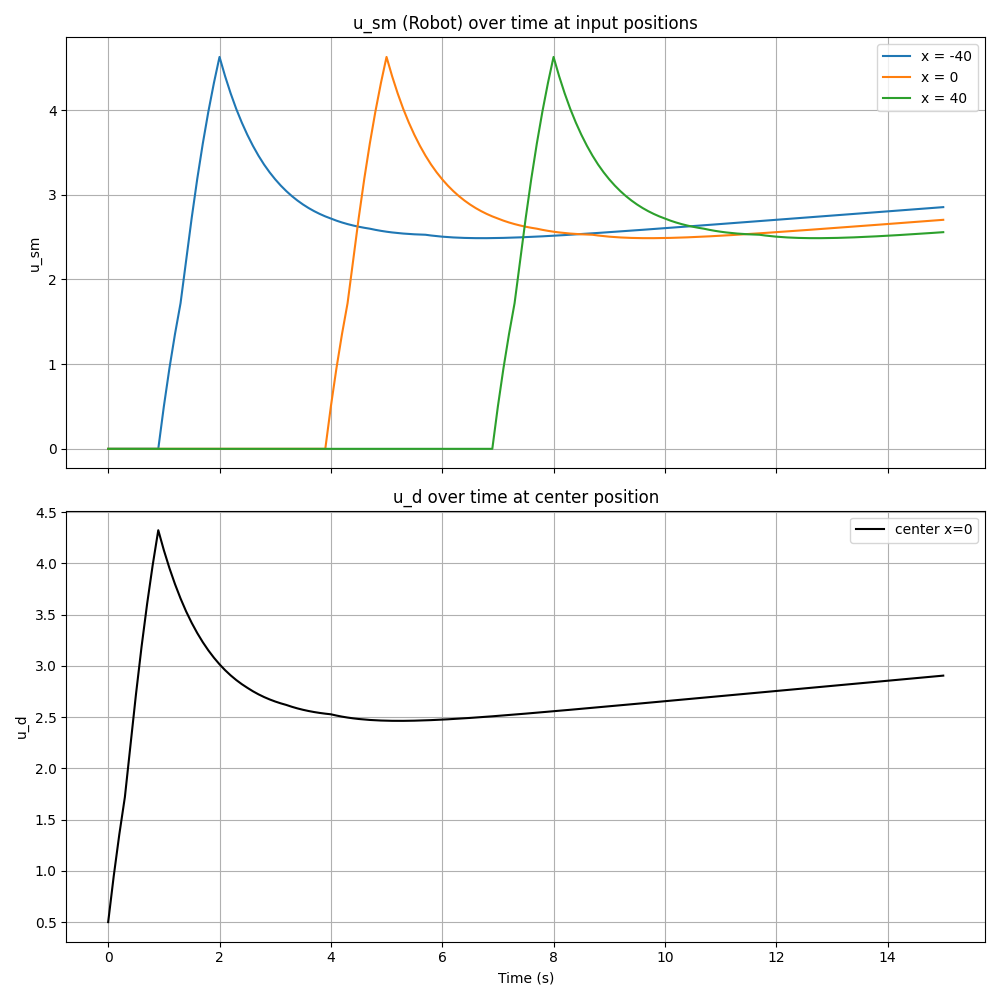 u_sm (Robot) over time at input positions
x = -40
x = 0
x = 40
u_sm
4
3
2
1
0
u_d over time at center position
center x=0
u_d
4.5
4.0
3.5
3.0
2.5
2.0
1.5
1.0
0.5
0 2 4 6 8 10 12 14
Time (s)